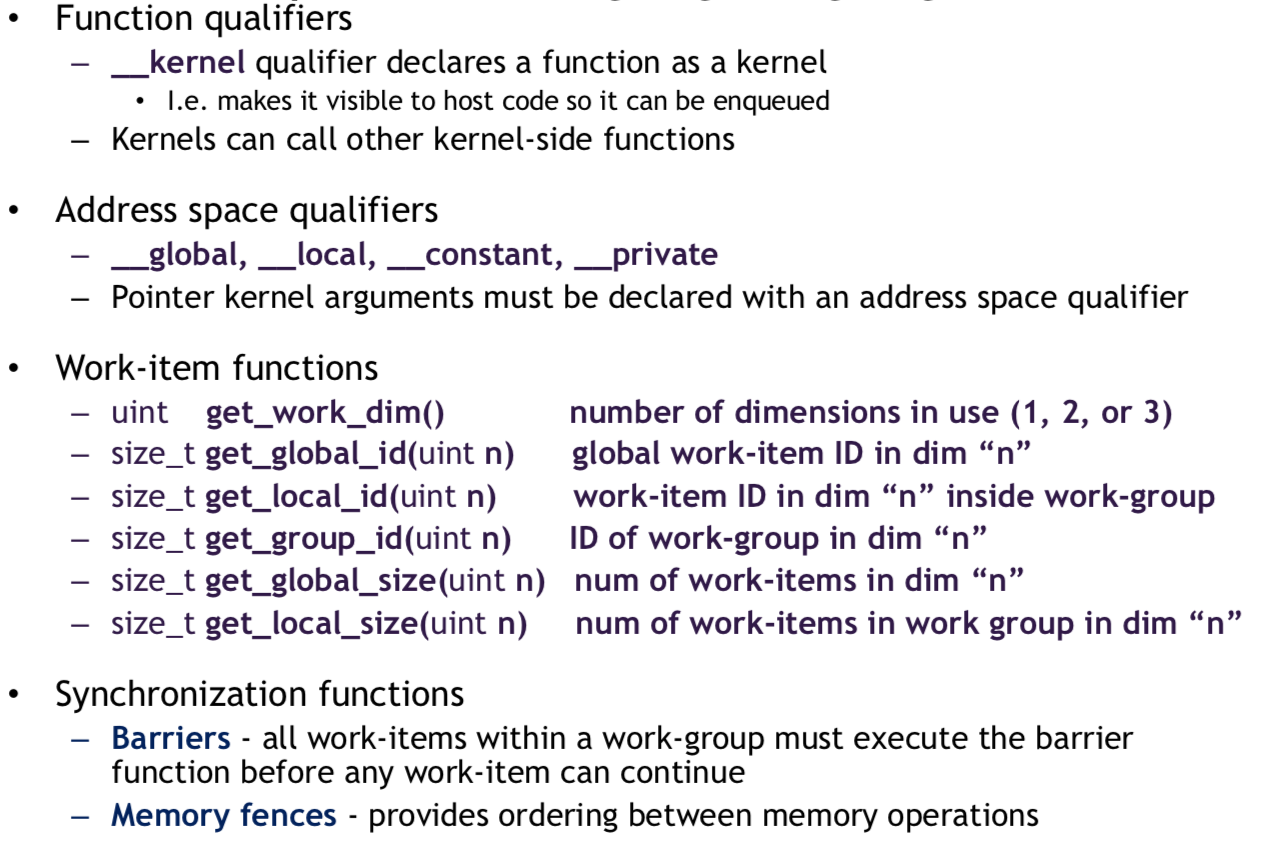 • Function qualifiers
– __kernel qualifier declares a function as a kernel
• I.e. makes it visible to host code so it can be enqueued
– Kernels can call other kernel-side functions
• Address space qualifiers
– __global, __local, __constant, __private
– Pointer kernel arguments must be declared with an address space qualifier
• Work-item functions
– uint get_work_dim() number of dimensions in use (1, 2, or 3)
– size_t get_global_id(uint n) global work-item ID in dim “n”
– size_t get_local_id(uint n) work-item ID in dim “n” inside work-group
– size_t get_group_id(uint n) ID of work-group in dim “n”
– size_t get_global_size(uint n) num of work-items in dim “n”
– size_t get_local_size(uint n) num of work-items in work group in dim “n”
• Synchronization functions
– Barriers - all work-items within a work-group must execute the barrier
function before any work-item can continue
– Memory fences - provides ordering between memory operations